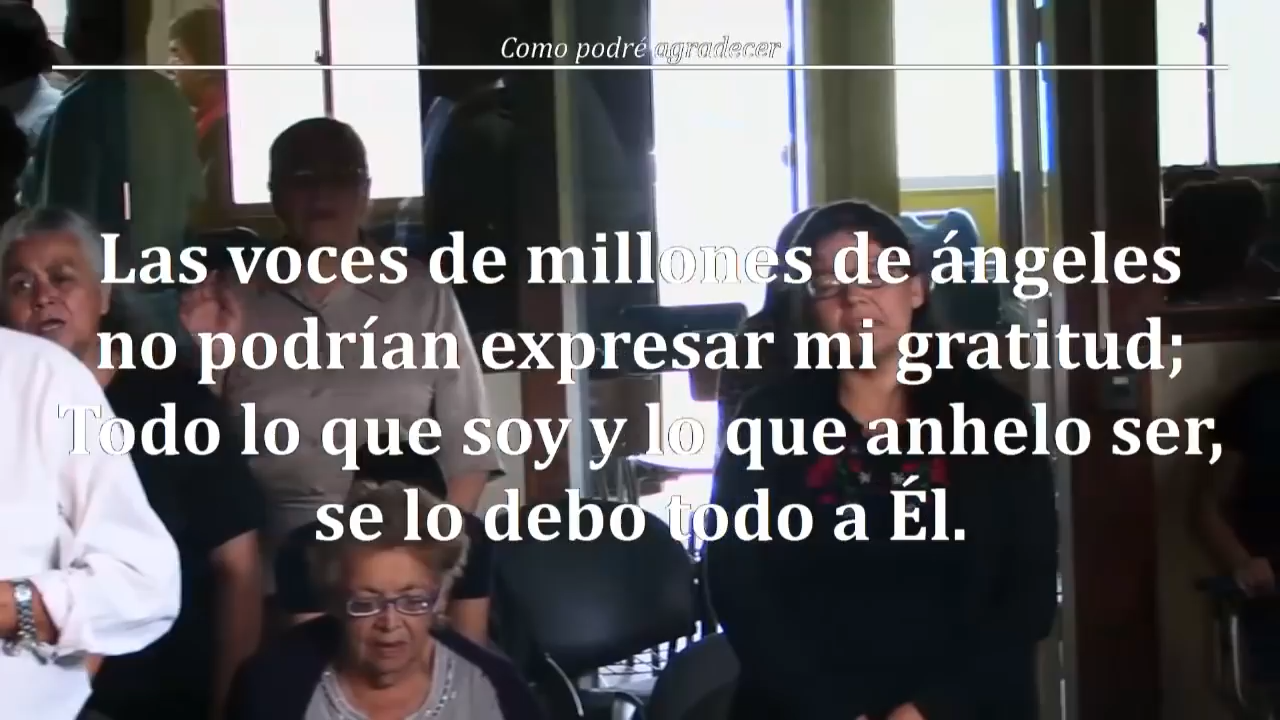 Como podré agradecer
Las voces de millones de ángeles
no podrían expresar mi gratitud;
Todo lo que soy y lo que anhelo ser,
se lo debo todo a Él.